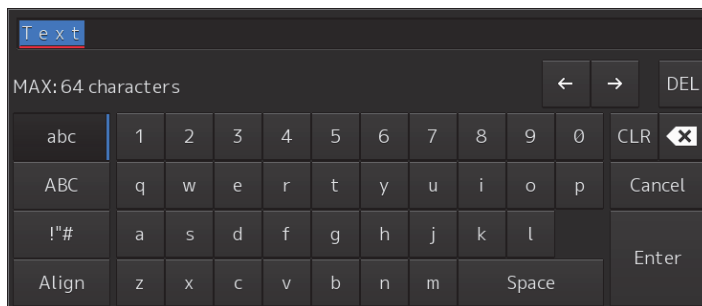 Text
MAX: 64 characters
← → DEL
abc 1 2 3 4 5 6 7 8 9 0 CLR
ABC q w e r t y u i o p Cancel
!"# a s d f g h j k l
Enter
Align z x c v b n m Space